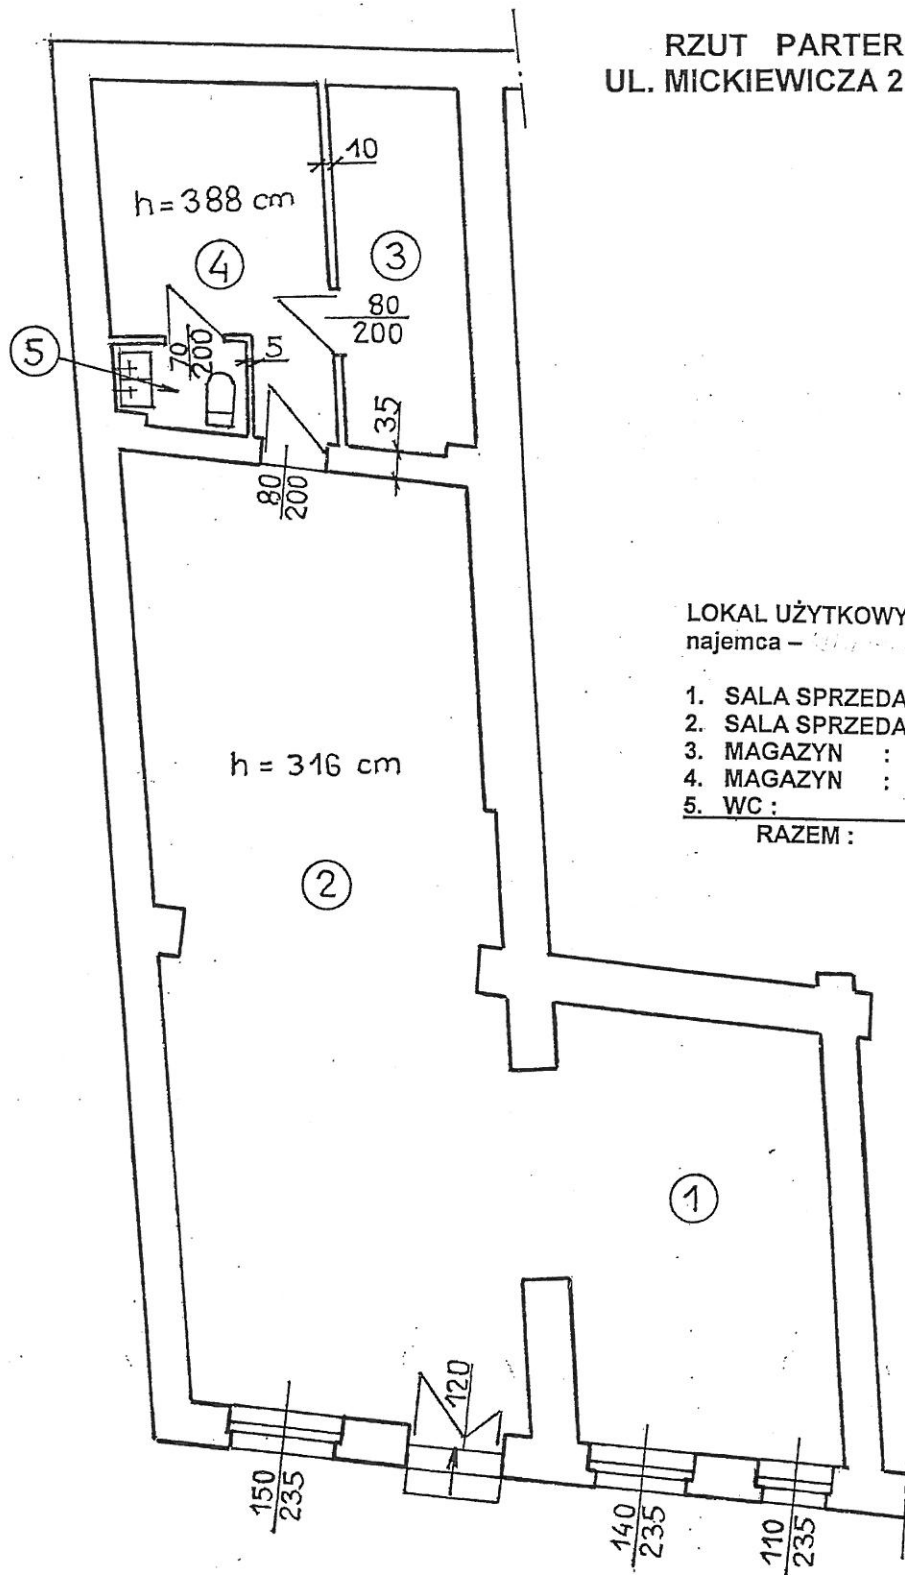 RZUT PARTER
UL. MICKIEWICZA 2
10
h = 388 cm
4
3
80
200
5
70
200
5
35
80
200
LOKAL UŻYTKOWY
najemca –
1. SALA SPRZEDA
2. SALA SPRZEDA
3. MAGAZYN :
4. MAGAZYN :
5. WC :
RAZEM :
h = 316 cm
2
1
120
150
235
140
235
110
235